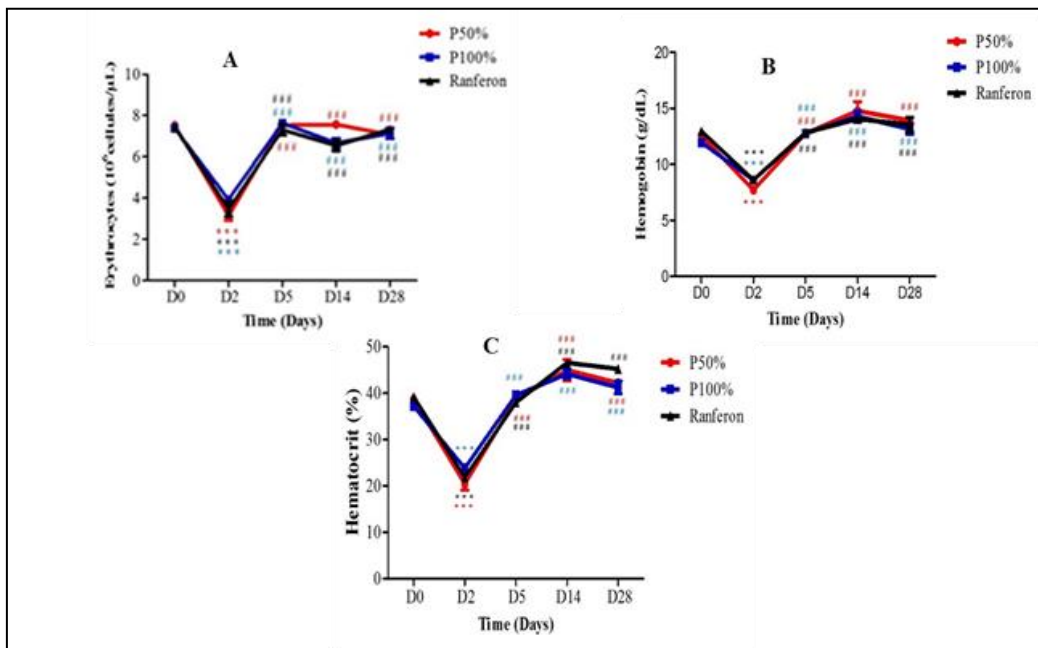 A
P50%
P100%
Ranferon
Erythrocytes (10⁶cellules/µL)
10
8
6
4
2
0
###
###
###
###
###
###
###
###
###
***
***
***
D0 D2 D5 D14 D28
Time (Days)
B
P50%
P100%
Ranferon
Hemogobin (g/dL)
20
15
10
5
0
###
###
###
###
###
###
###
###
###
***
***
***
D0 D2 D5 D14 D28
Time (Days)
C
P50%
P100%
Ranferon
Hematocrit (%)
50
40
30
20
10
0
###
###
###
###
###
###
###
###
###
***
***
***
D0 D2 D5 D14 D28
Time (Days)